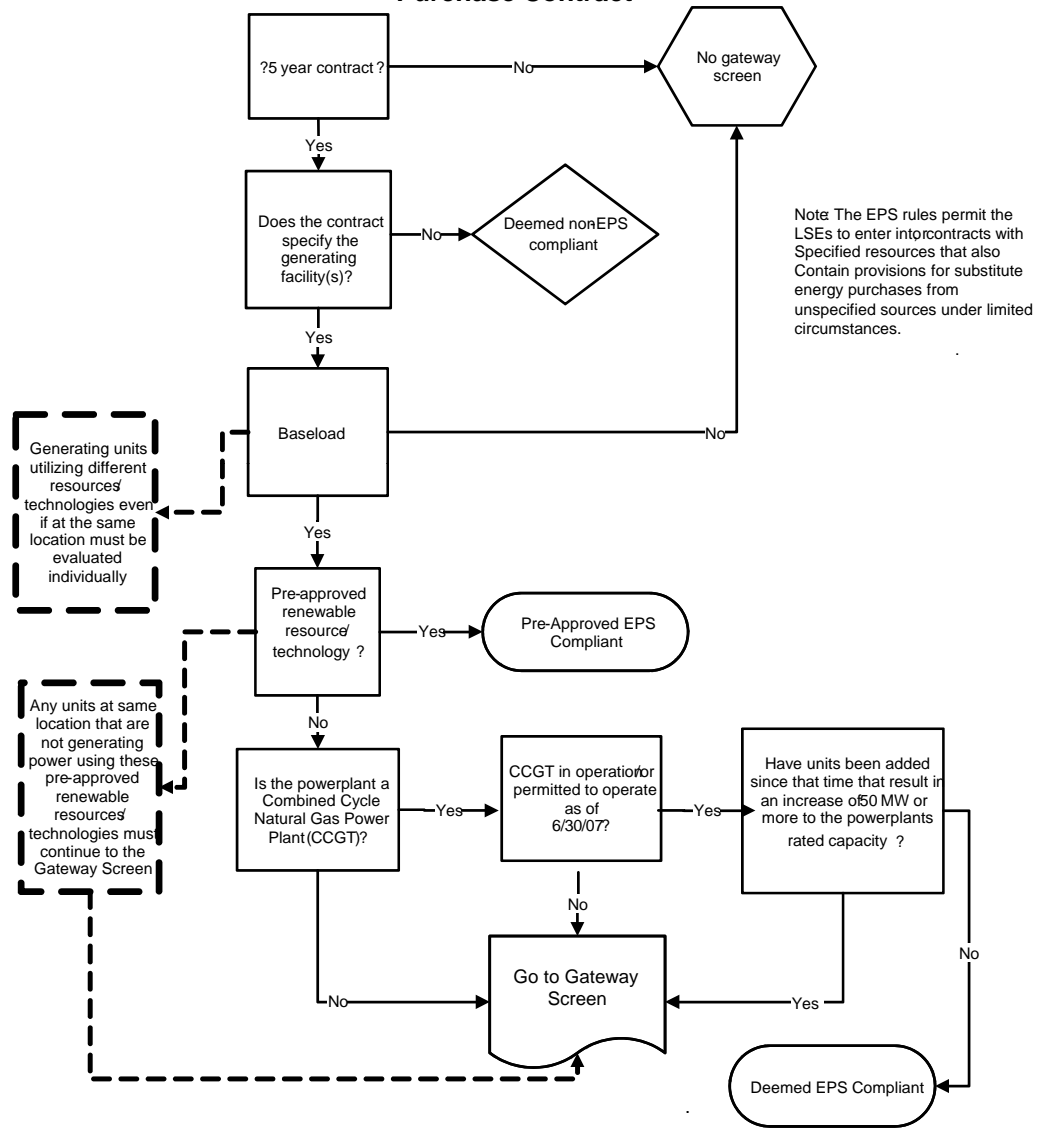 Purchase Contract
?5 year contract ?
No
No gateway
screen
Yes
Does the contract
specify the
generating
facility(s)?
No
Deemed non-EPS
compliant
Note: The EPS rules permit the
LSEs to enter into contracts with
Specified resources that also
Contain provisions for substitute
energy purchases from
unspecified sources under limited
circumstances.
Yes
Baseload
No
Generating units
utilizing different
resources/
technologies even
if at the same
location must be
evaluated
individually
Yes
Pre-approved
renewable
resource/
technology ?
Yes
Pre-Approved EPS
Compliant
No
Any units at same
location that are
not generating
power using these
pre-approved
renewable
resources/
technologies must
continue to the
Gateway Screen
Is the powerplant a
Combined Cycle
Natural Gas Power
Plant (CCGT)?
Yes
CCGT in operation/or
permitted to operate
as of
6/30/07?
Yes
Have units been added
since that time that result in
an increase of 50 MW or
more to the powerplants
rated capacity ?
No
No
No
Go to Gateway
Screen
Yes
Deemed EPS Compliant